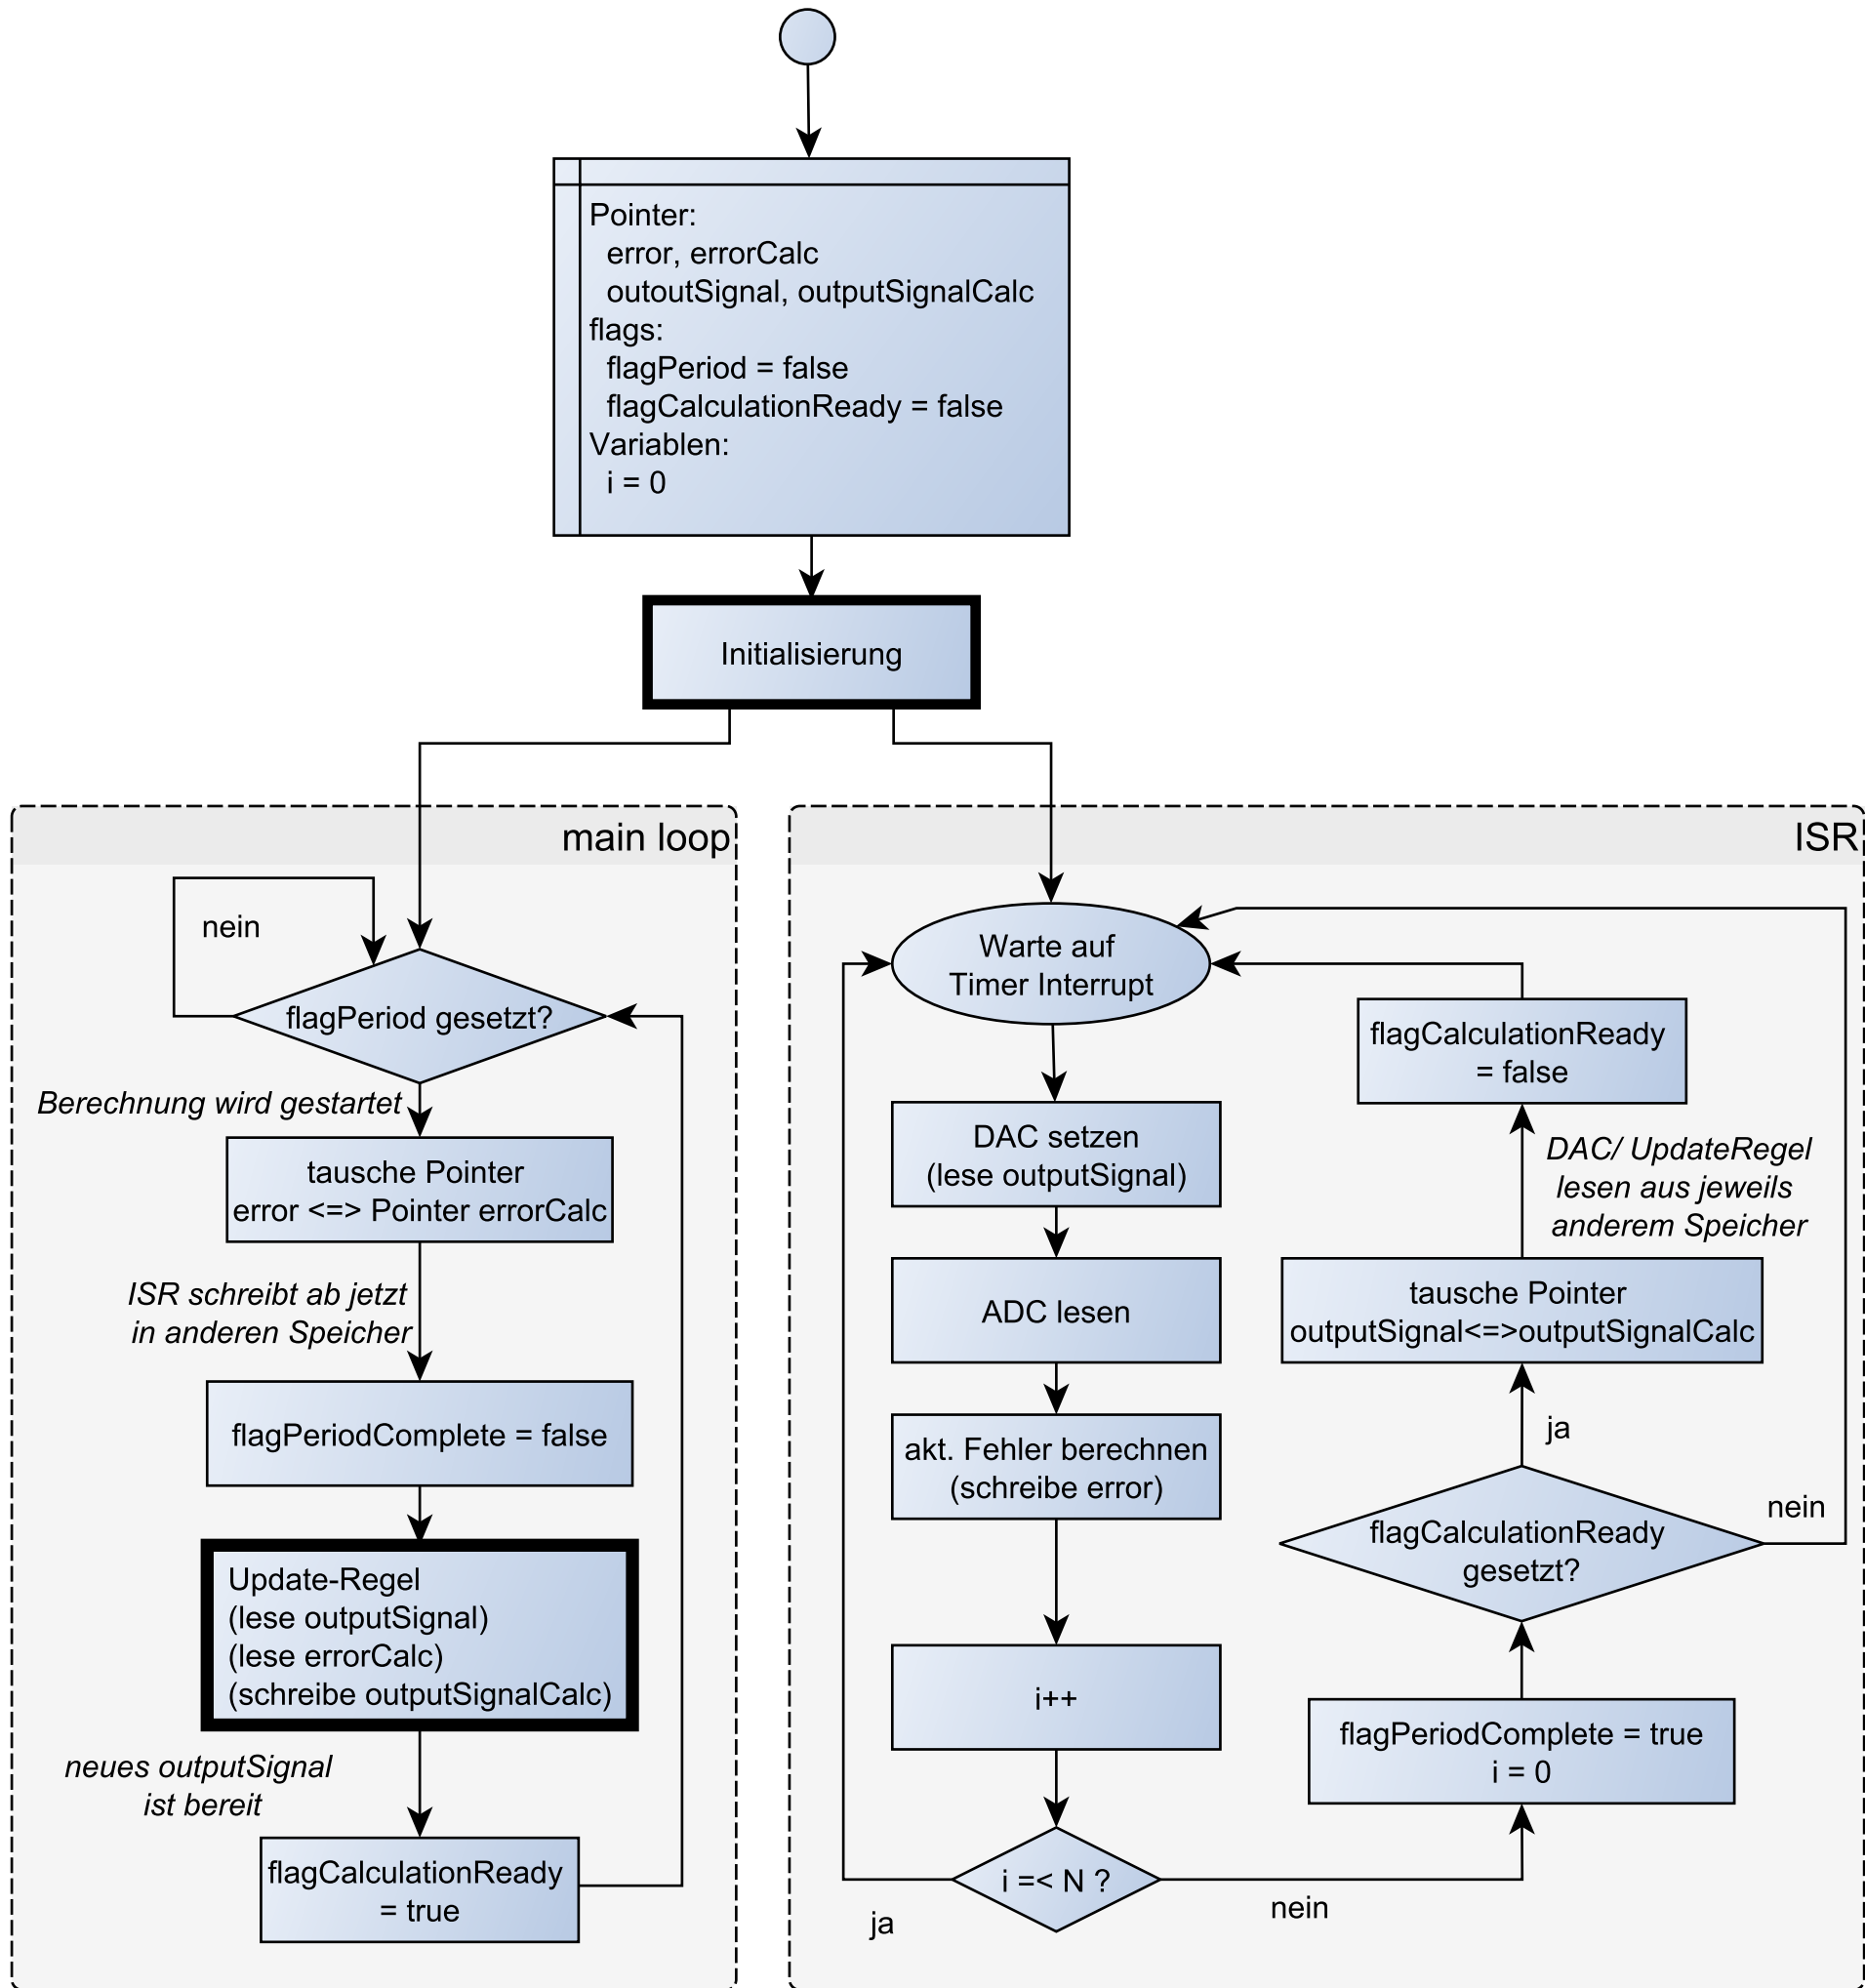 Pointer:
error, errorCalc
outoutSignal, outputSignalCalc
flags:
flagPeriod = false
flagCalculationReady = false
Variablen:
i = 0
Initialisierung
main loop
nein
flagPeriod gesetzt?
Berechnung wird gestartet
tausche Pointer
error <=> Pointer errorCalc
ISR schreibt ab jetzt
in anderen Speicher
flagPeriodComplete = false
Update-Regel
(lese outputSignal)
(lese errorCalc)
(schreibe outputSignalCalc)
neues outputSignal
ist bereit
flagCalculationReady
= true
ISR
Warte auf
Timer Interrupt
DAC setzen
(lese outputSignal)
ADC lesen
akt. Fehler berechnen
(schreibe error)
i++
i =< N ?
ja
nein
flagPeriodComplete = true
i = 0
flagCalculationReady
gesetzt?
nein
ja
tausche Pointer
outputSignal<=>outputSignalCalc
DAC/ UpdateRegel
lesen aus jeweils
anderem Speicher
flagCalculationReady
= false